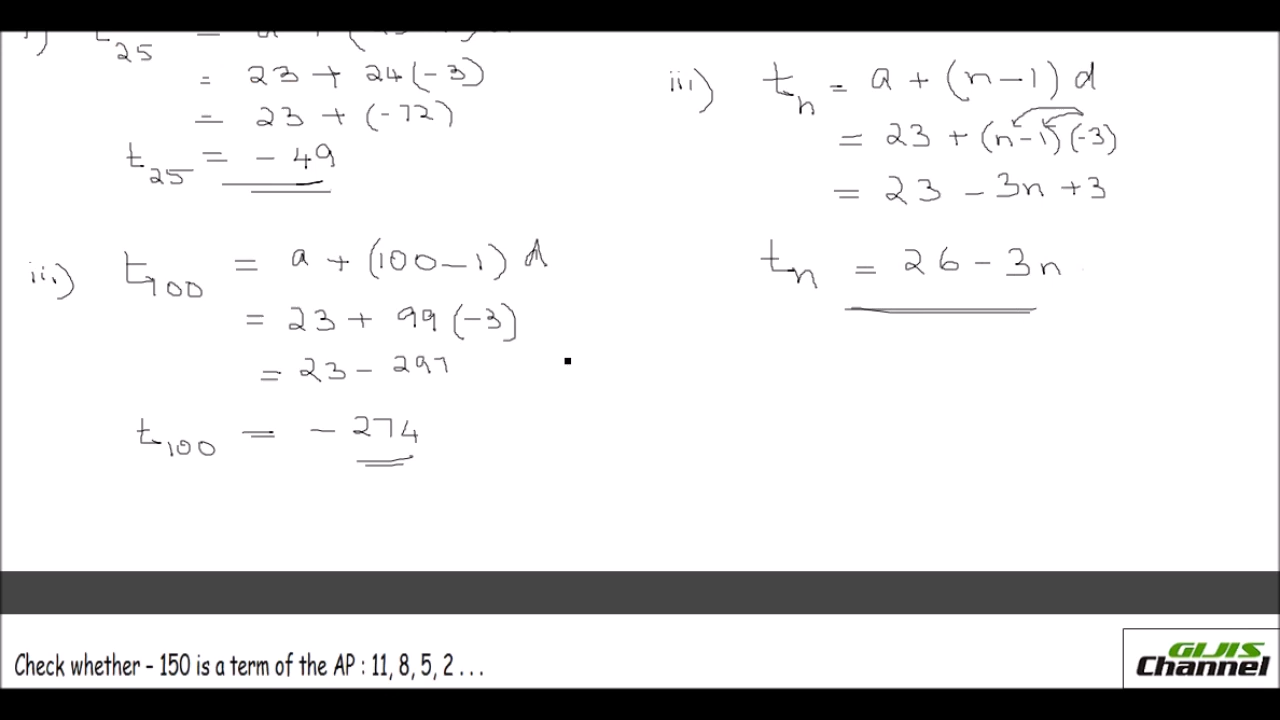 t₂₅ =
= 23 + 24(-3)
= 23 + (-72)
t₂₅ = - 49
iii) t₁₀₀ = a + (100-1) d
= 23 + 99(-3)
= 23 - 297
t₁₀₀ = - 274
iii) tₙ = a + (n-1) d
= 23 + (n-1)(-3)
= 23 - 3n + 3
tₙ = 26 - 3n
Check whether - 150 is a term of the AP : 11, 8, 5, 2 . . .
GIJIS
Channel